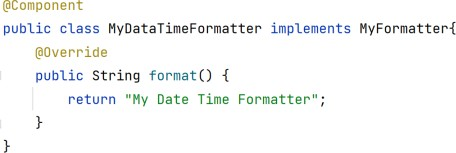 @Component
public class MyDataTimeFormatter implements MyFormatter{
    @Override
    public String format() {
        return "My Date Time Formatter";
    }
}